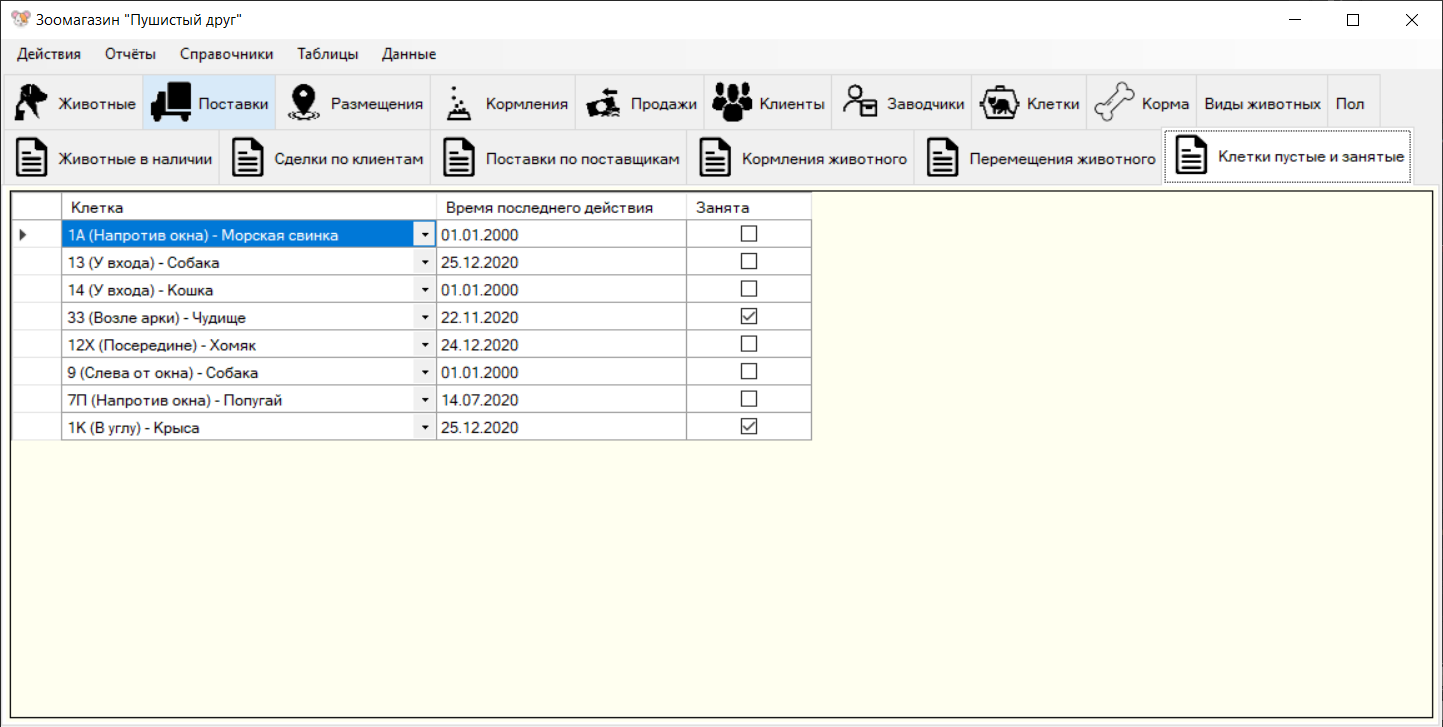 Зоомагазин "Пушистый друг"
Действия Отчёты Справочники Таблицы Данные
Животные Поставки Размещения Кормления Продажи Клиенты Заводчики Клетки Корма Виды животных Пол
Животные в наличии Сделки по клиентам Поставки по поставщикам Кормления животного Перемещения животного Клетки пустые и занятые
Клетка Время последнего действия Занята
1А (Напротив окна) - Морская свинка 01.01.2000
13 (У входа) - Собака 25.12.2020
14 (У входа) - Кошка 01.01.2000
33 (Возле арки) - Чудище 22.11.2020
12Х (Посередине) - Хомяк 24.12.2020
9 (Слева от окна) - Собака 01.01.2000
7П (Напротив окна) - Попугай 14.07.2020
1К (В углу) - Крыса 25.12.2020